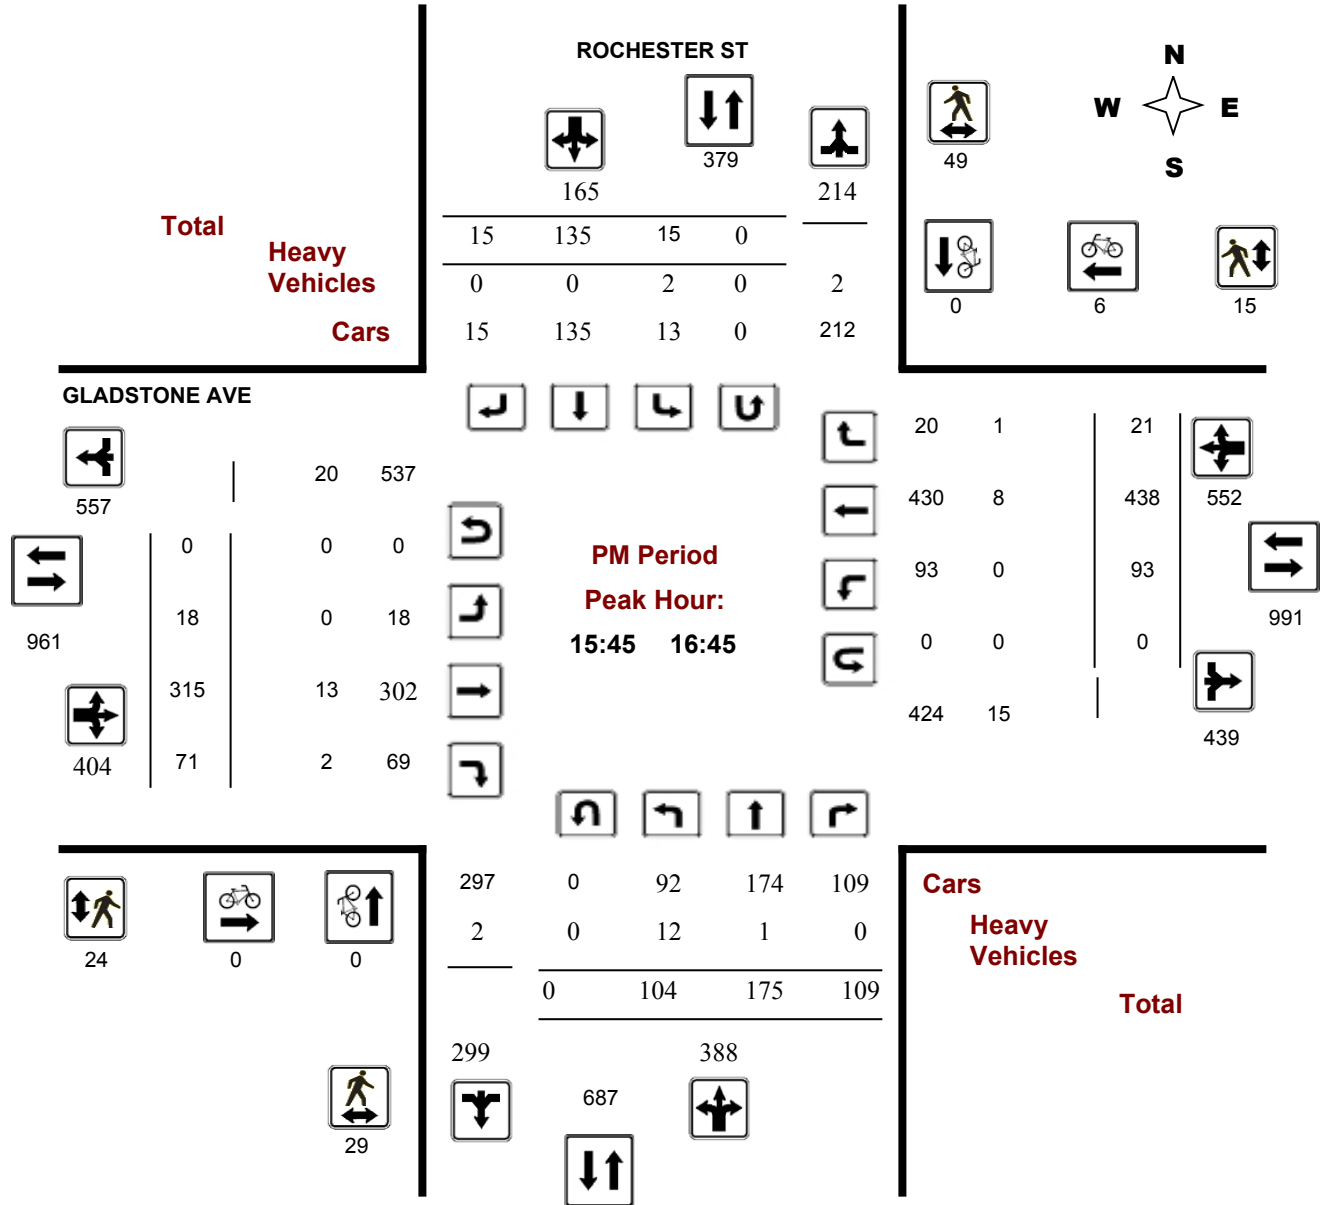 ROCHESTER ST
N
W E
S
379
49
165
214
Total
15 135 15 0
Heavy
Vehicles
0 0 2 0 2
0 6 15
Cars
15 135 13 0 212
GLADSTONE AVE
20 1 21
20 537
557
430 8 438 552
0 0 0
PM Period
93 0 93
Peak Hour:
18 0 18
991
961
15:45 16:45
0 0 0
315 13 302
424 15
439
404 71 2 69
297 0 92 174 109
Cars
2 0 12 1 0
Heavy
Vehicles
24 0 0
0 104 175 109
Total
299 388
687
29